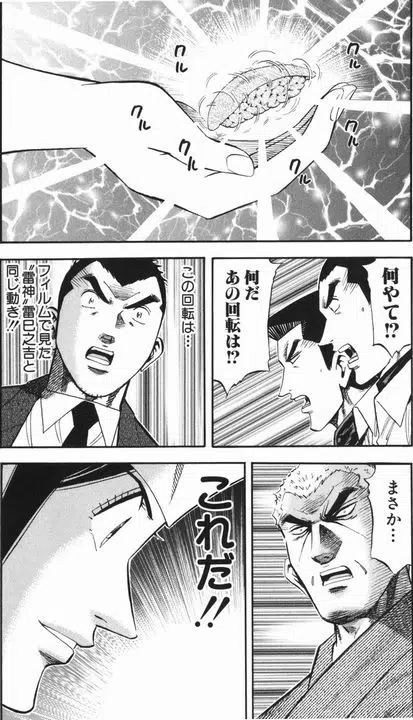 クル
クル
クル
クル
クル
クル
何やて!?
何だ
あの回転は!?
この回転は…
フィルムで見た
〝雷神〟雷巳之吉と
同じ動き!!
まさか…
これだ!!